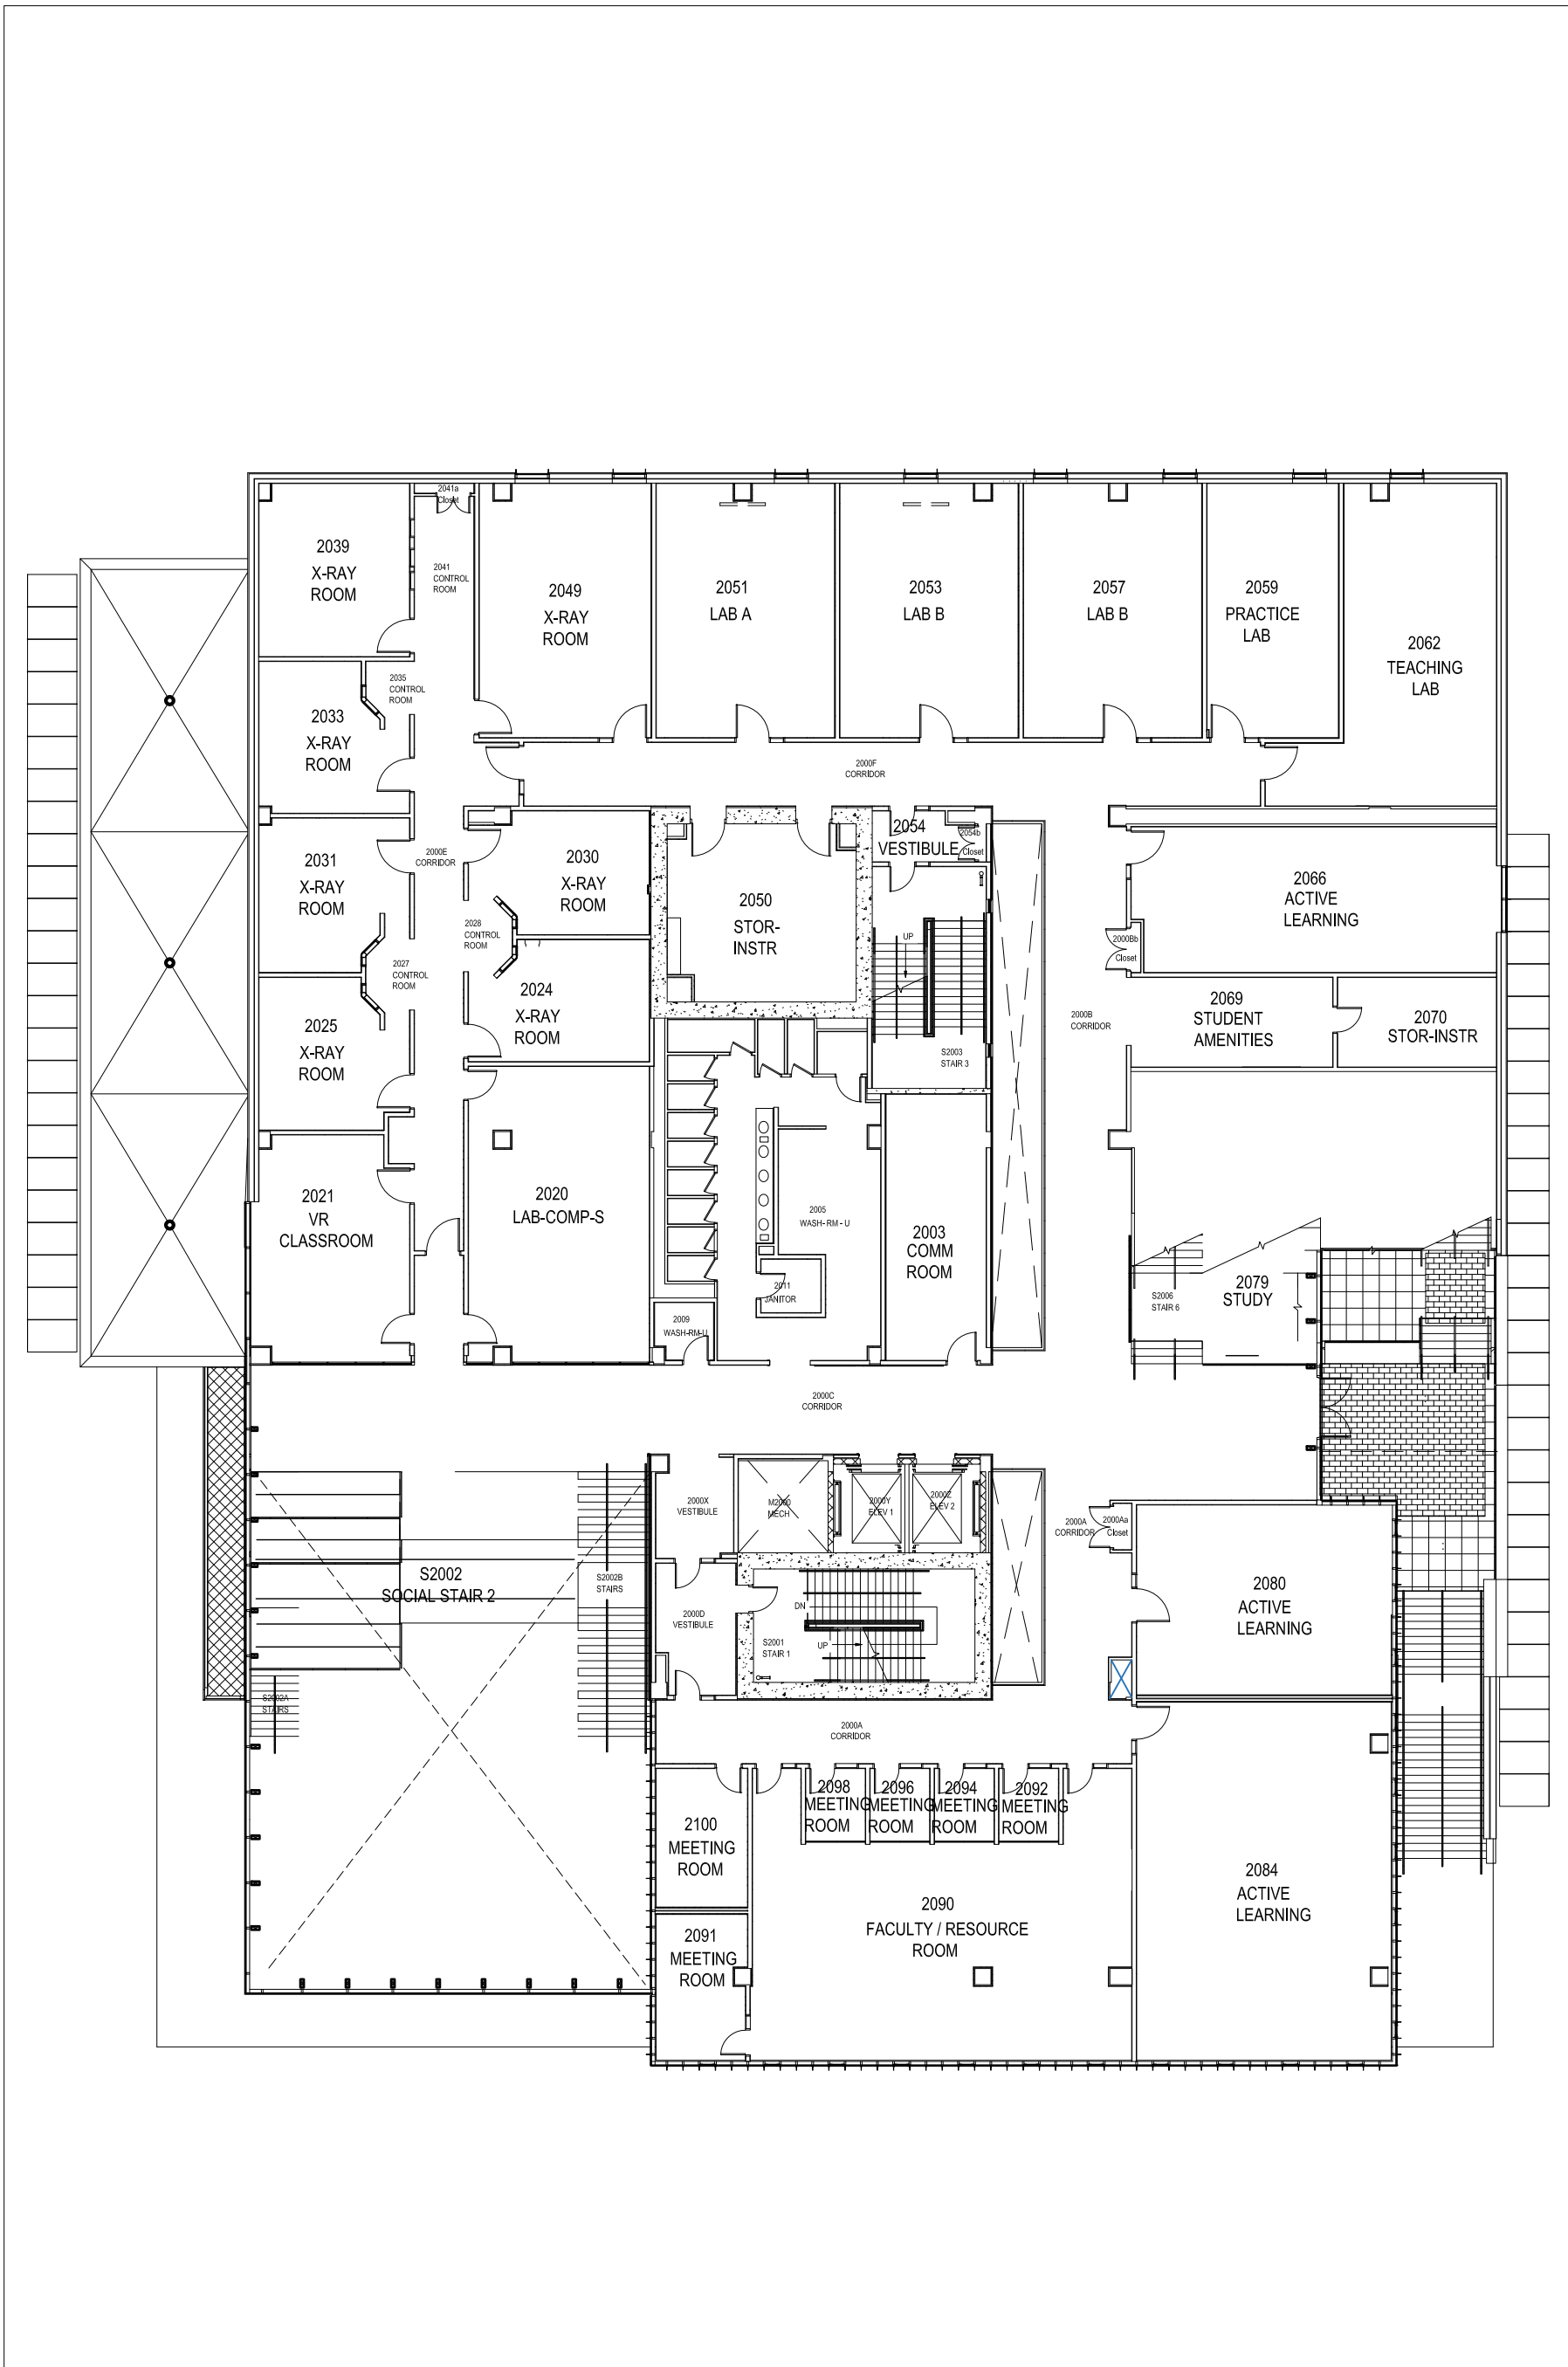 2041a
Closet
2039
X-RAY
ROOM
2041
CONTROL
ROOM
2049
X-RAY
ROOM
2051
LAB A
2053
LAB B
2057
LAB B
2059
PRACTICE
LAB
2062
TEACHING
LAB
2035
CONTROL
ROOM
2033
X-RAY
ROOM
2000F
CORRIDOR
2031
X-RAY
ROOM
2000E
CORRIDOR
2030
X-RAY
ROOM
2050
STOR-
INSTR
2054
VESTIBULE
2054b
Closet
2066
ACTIVE
LEARNING
2028
CONTROL
ROOM
UP
2000Bb
Closet
2027
CONTROL
ROOM
2025
X-RAY
ROOM
2024
X-RAY
ROOM
S2003
STAIR 3
2000B
CORRIDOR
2069
STUDENT
AMENITIES
2070
STOR-INSTR
2021
VR
CLASSROOM
2020
LAB-COMP-S
2005
WASH-RM-U
2003
COMM
ROOM
2011
JANITOR
2009
WASH-RM-U
S2006
STAIR 6
2079
STUDY
2000C
CORRIDOR
2000X
VESTIBULE
M2000
MECH
2000Y
ELEV 1
2000Z
ELEV 2
2000A
CORRIDOR
2000Aa
Closet
S2002
SOCIAL STAIR 2
S2002B
STAIRS
2000D
VESTIBULE
DN
UP
S2001
STAIR 1
2080
ACTIVE
LEARNING
S2002A
STAIRS
2000A
CORRIDOR
2098
MEETING
ROOM
2096
MEETING
ROOM
2094
MEETING
ROOM
2092
MEETING
ROOM
2100
MEETING
ROOM
2084
ACTIVE
LEARNING
2090
FACULTY / RESOURCE
ROOM
2091
MEETING
ROOM